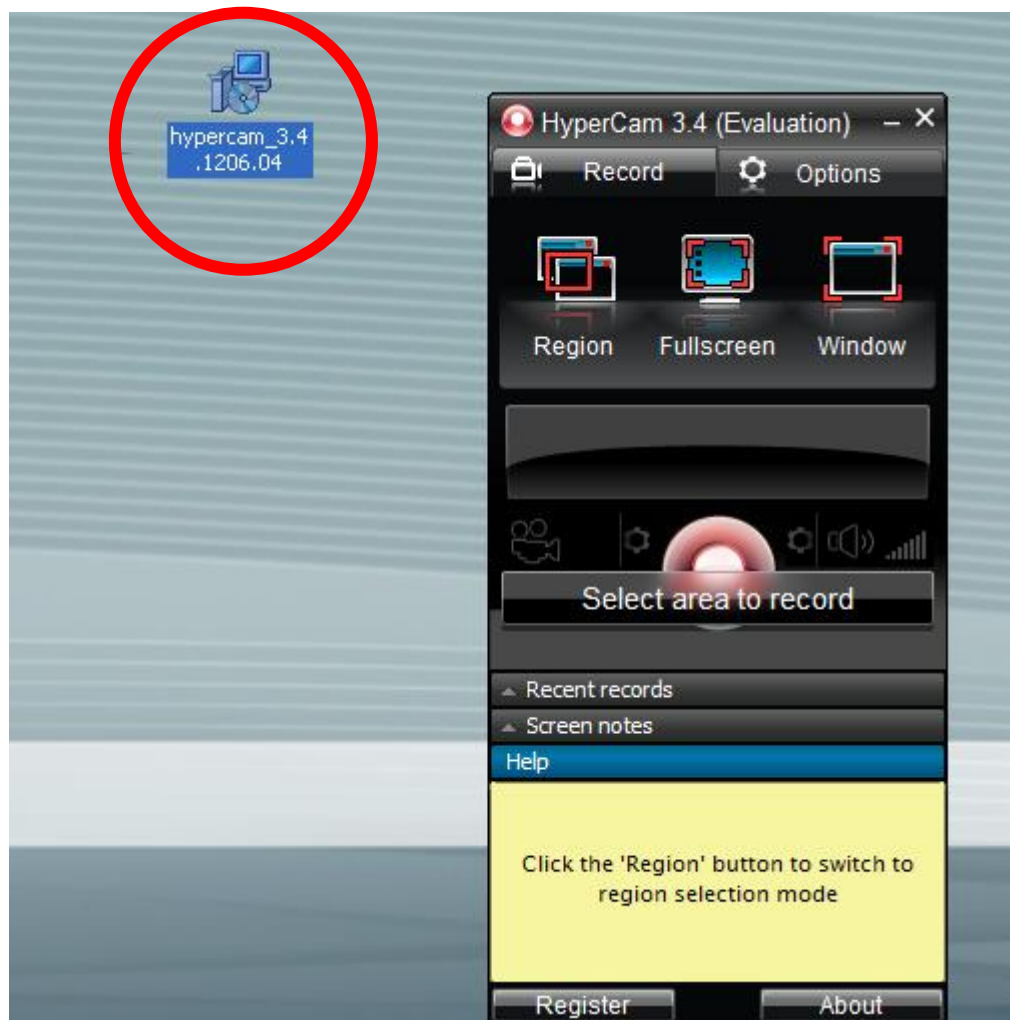 hypercam_3.4
.1206.04
HyperCam 3.4 (Evaluation)
Record Options
Region Fullscreen Window
Select area to record
Recent records
Screen notes
Help
Click the 'Region' button to switch to
region selection mode
Register About